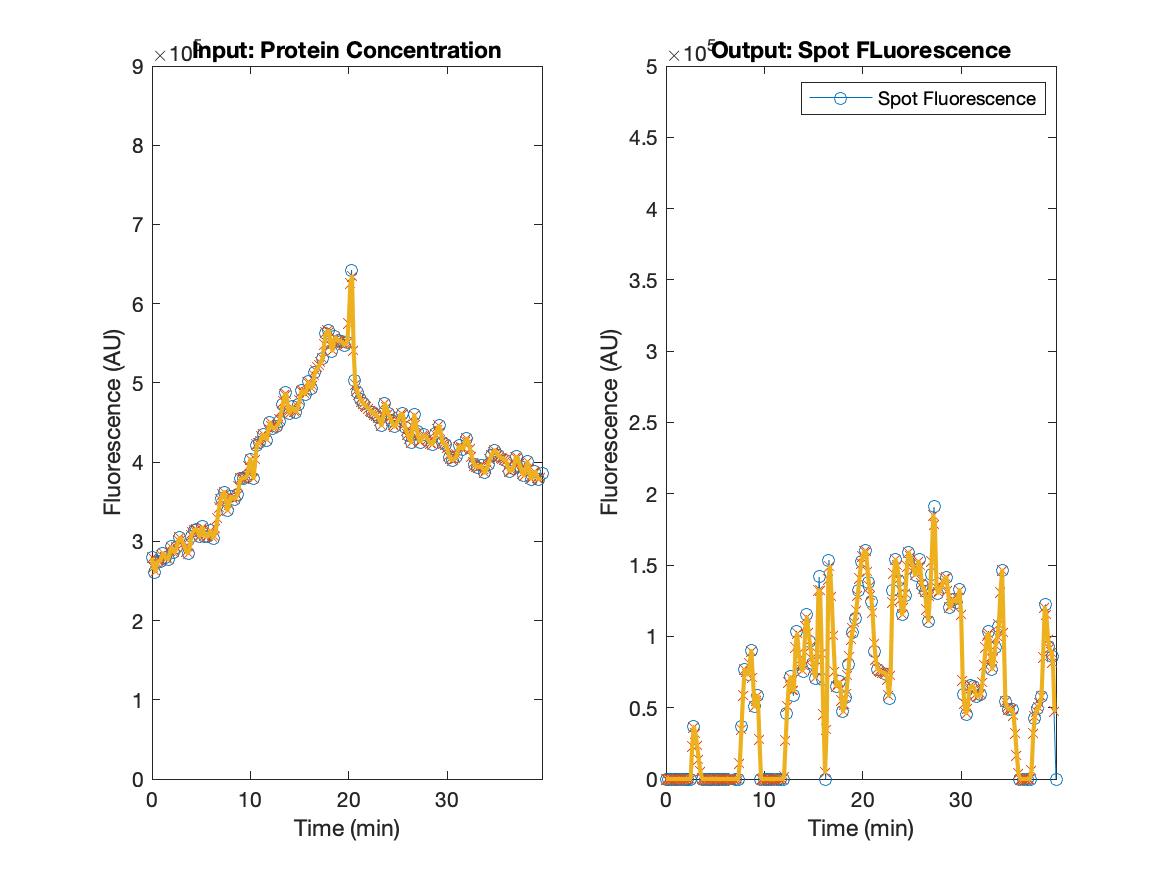 ×10⁵ Input: Protein Concentration
9
8
7
6
5
4
3
2
1
0
Fluorescence (AU)
0 10 20 30
Time (min)
×10⁵ Output: Spot FLuorescence
Spot Fluorescence
5
4.5
4
3.5
3
2.5
2
1.5
1
0.5
0
Fluorescence (AU)
0 10 20 30
Time (min)